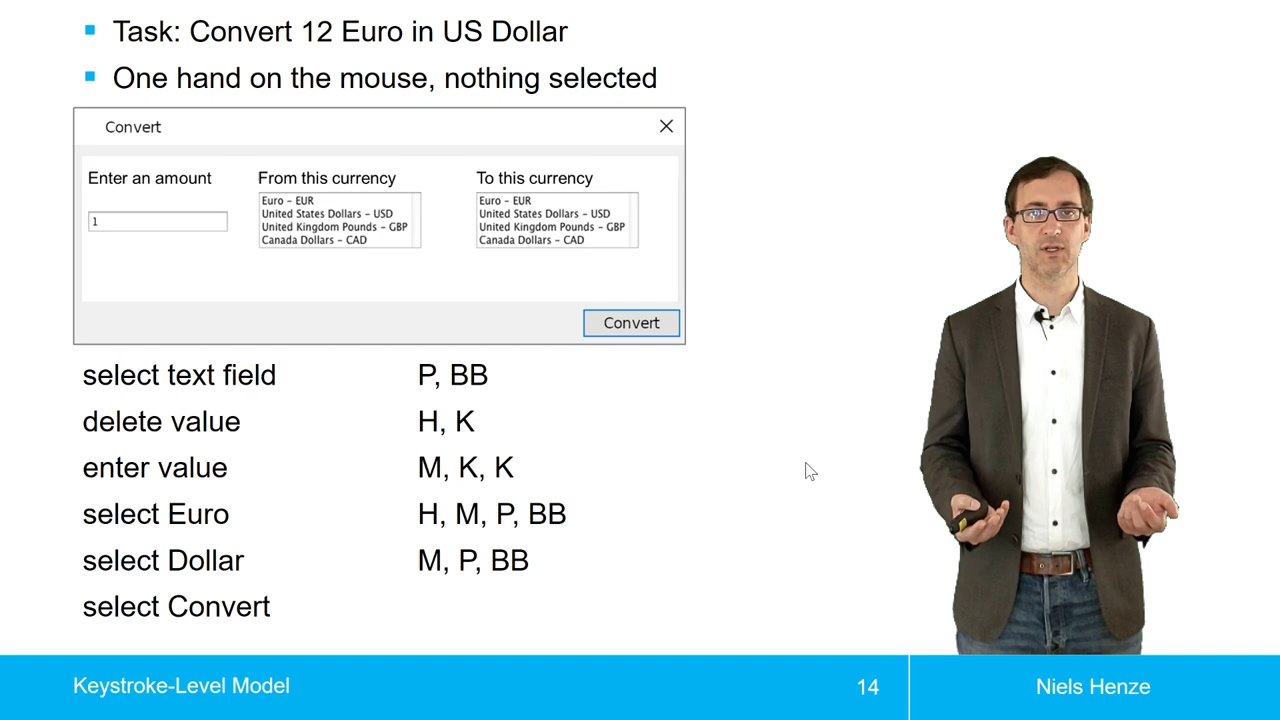 Task: Convert 12 Euro in US Dollar
One hand on the mouse, nothing selected
Convert
Enter an amount
From this currency
To this currency
1
Euro - EUR
United States Dollars - USD
United Kingdom Pounds - GBP
Canada Dollars - CAD
Euro - EUR
United States Dollars - USD
United Kingdom Pounds - GBP
Canada Dollars - CAD
Convert
select text field P, BB
delete value H, K
enter value M, K, K
select Euro H, M, P, BB
select Dollar M, P, BB
select Convert
Keystroke-Level Model 14 Niels Henze